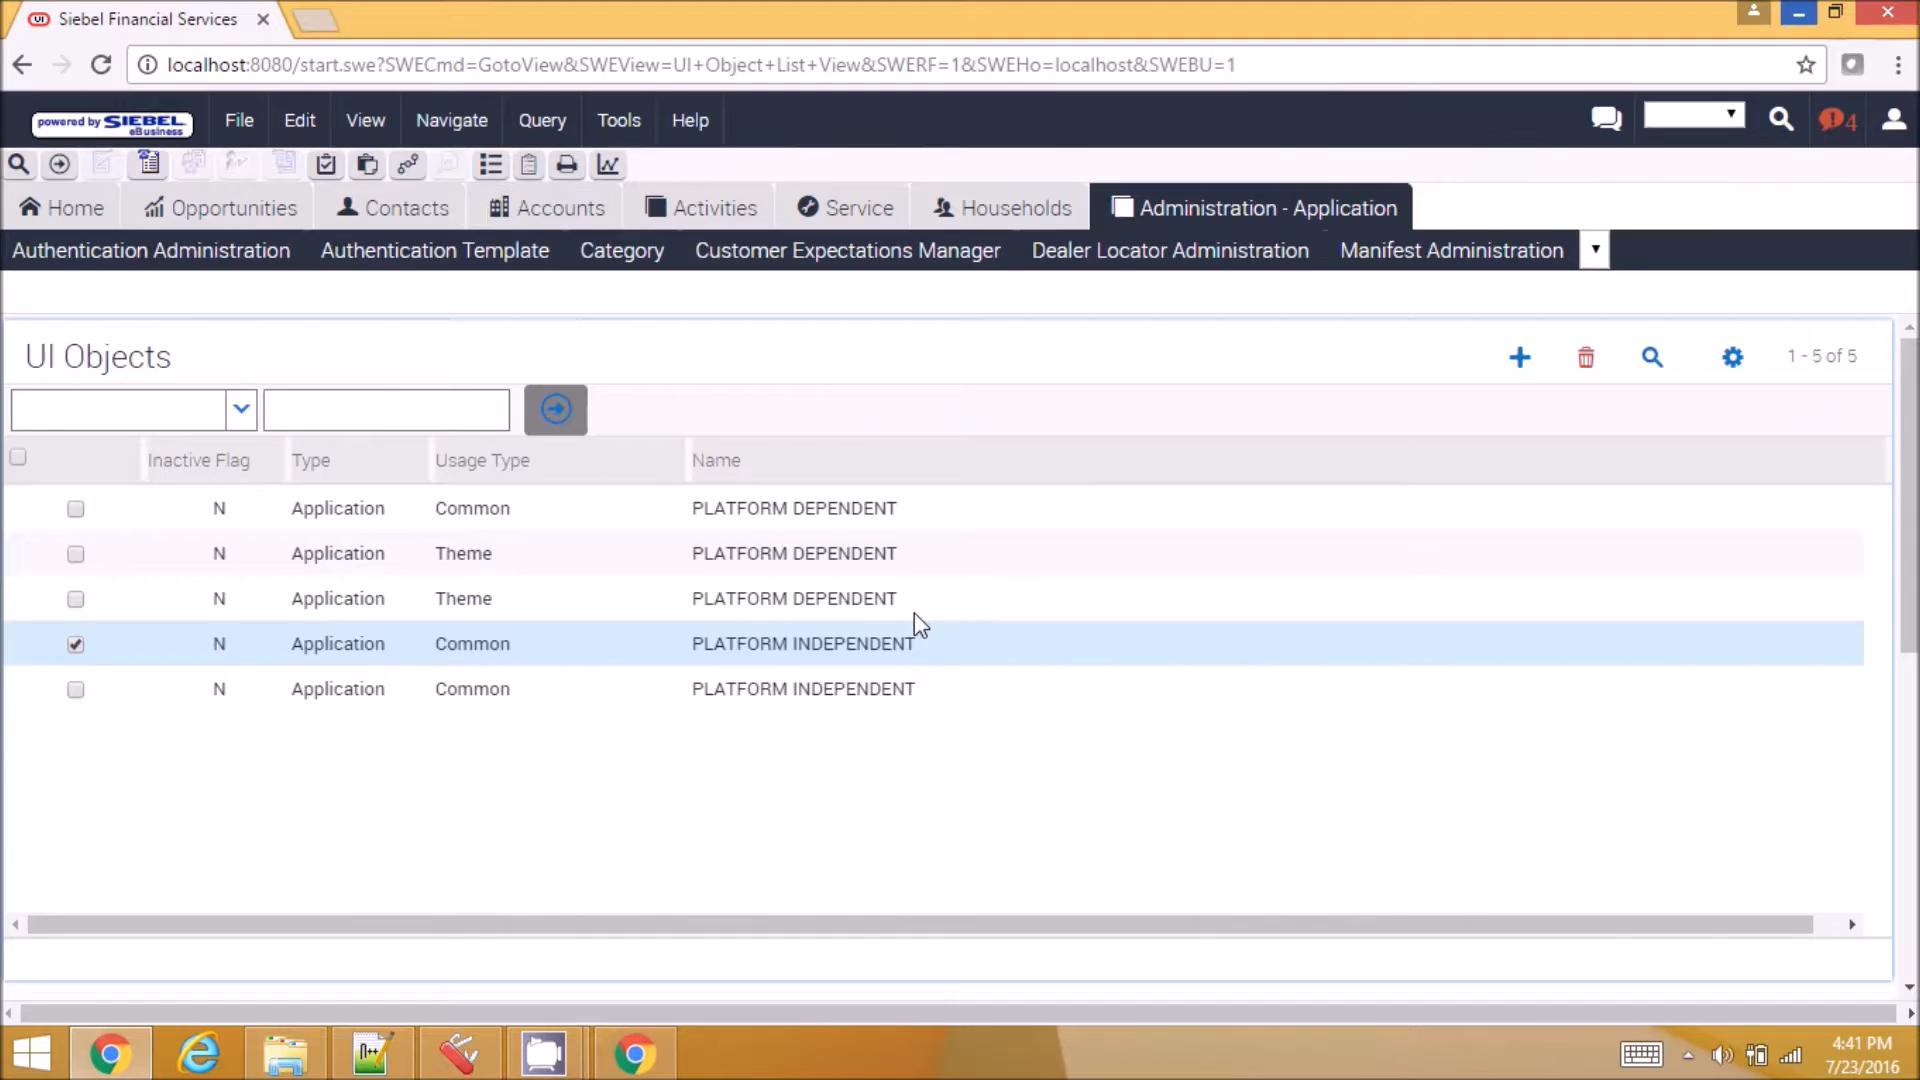 Siebel Financial Services
localhost:8080/start.swe?SWECmd=GotoView&SWEView=UI+Object+List+View&SWERF=1&SWEHo=localhost&SWEBU=1
powered by SIEBEL eBusiness File Edit View Navigate Query Tools Help 4
Home Opportunities Contacts Accounts Activities Service Households Administration - Application
Authentication Administration Authentication Template Category Customer Expectations Manager Dealer Locator Administration Manifest Administration
UI Objects 1 - 5 of 5
Inactive Flag Type Usage Type Name
N Application Common PLATFORM DEPENDENT
N Application Theme PLATFORM DEPENDENT
N Application Theme PLATFORM DEPENDENT
N Application Common PLATFORM INDEPENDENT
N Application Common PLATFORM INDEPENDENT
4:41 PM
7/23/2016